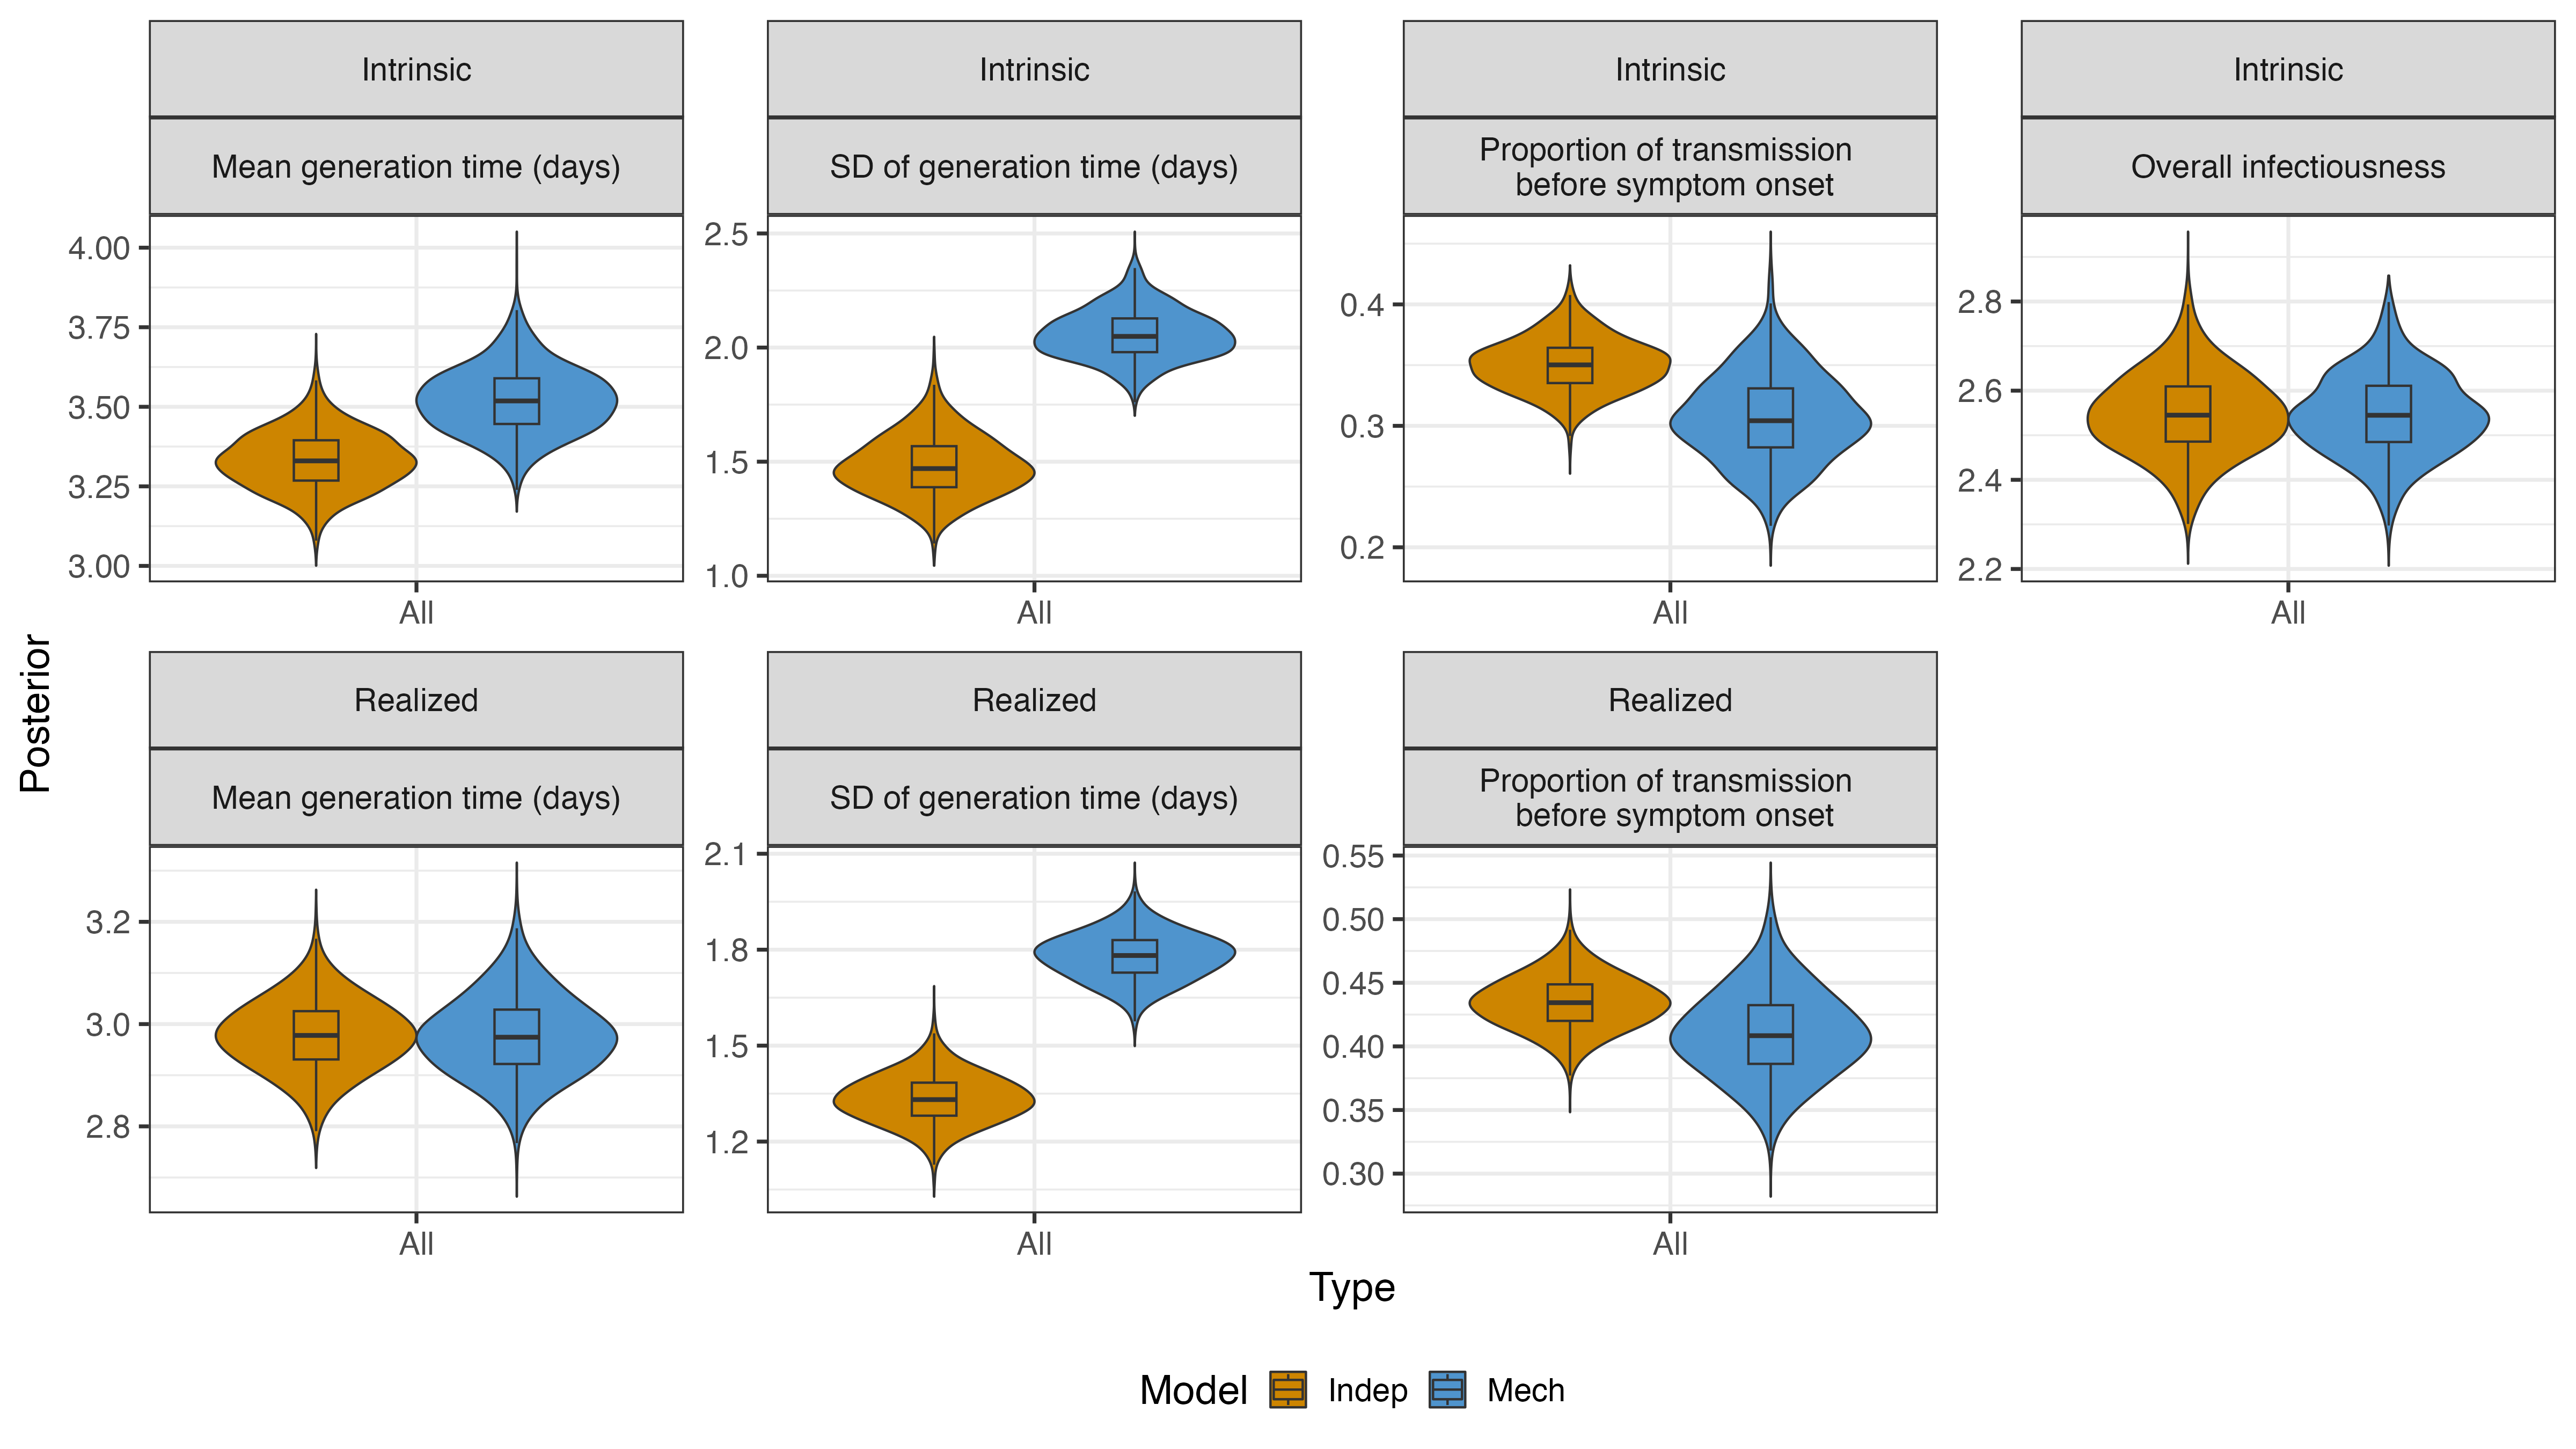 Intrinsic
Intrinsic
Intrinsic
Intrinsic
Mean generation time (days)
SD of generation time (days)
Proportion of transmission
before symptom onset
Overall infectiousness
4.00
3.75
3.50
3.25
3.00
2.5
2.0
1.5
1.0
0.4
0.3
0.2
2.8
2.6
2.4
2.2
All
All
All
All
Posterior
Realized
Realized
Realized
Mean generation time (days)
SD of generation time (days)
Proportion of transmission
before symptom onset
3.2
3.0
2.8
2.1
1.8
1.5
1.2
0.55
0.50
0.45
0.40
0.35
0.30
All
All
All
Type
Model Indep Mech